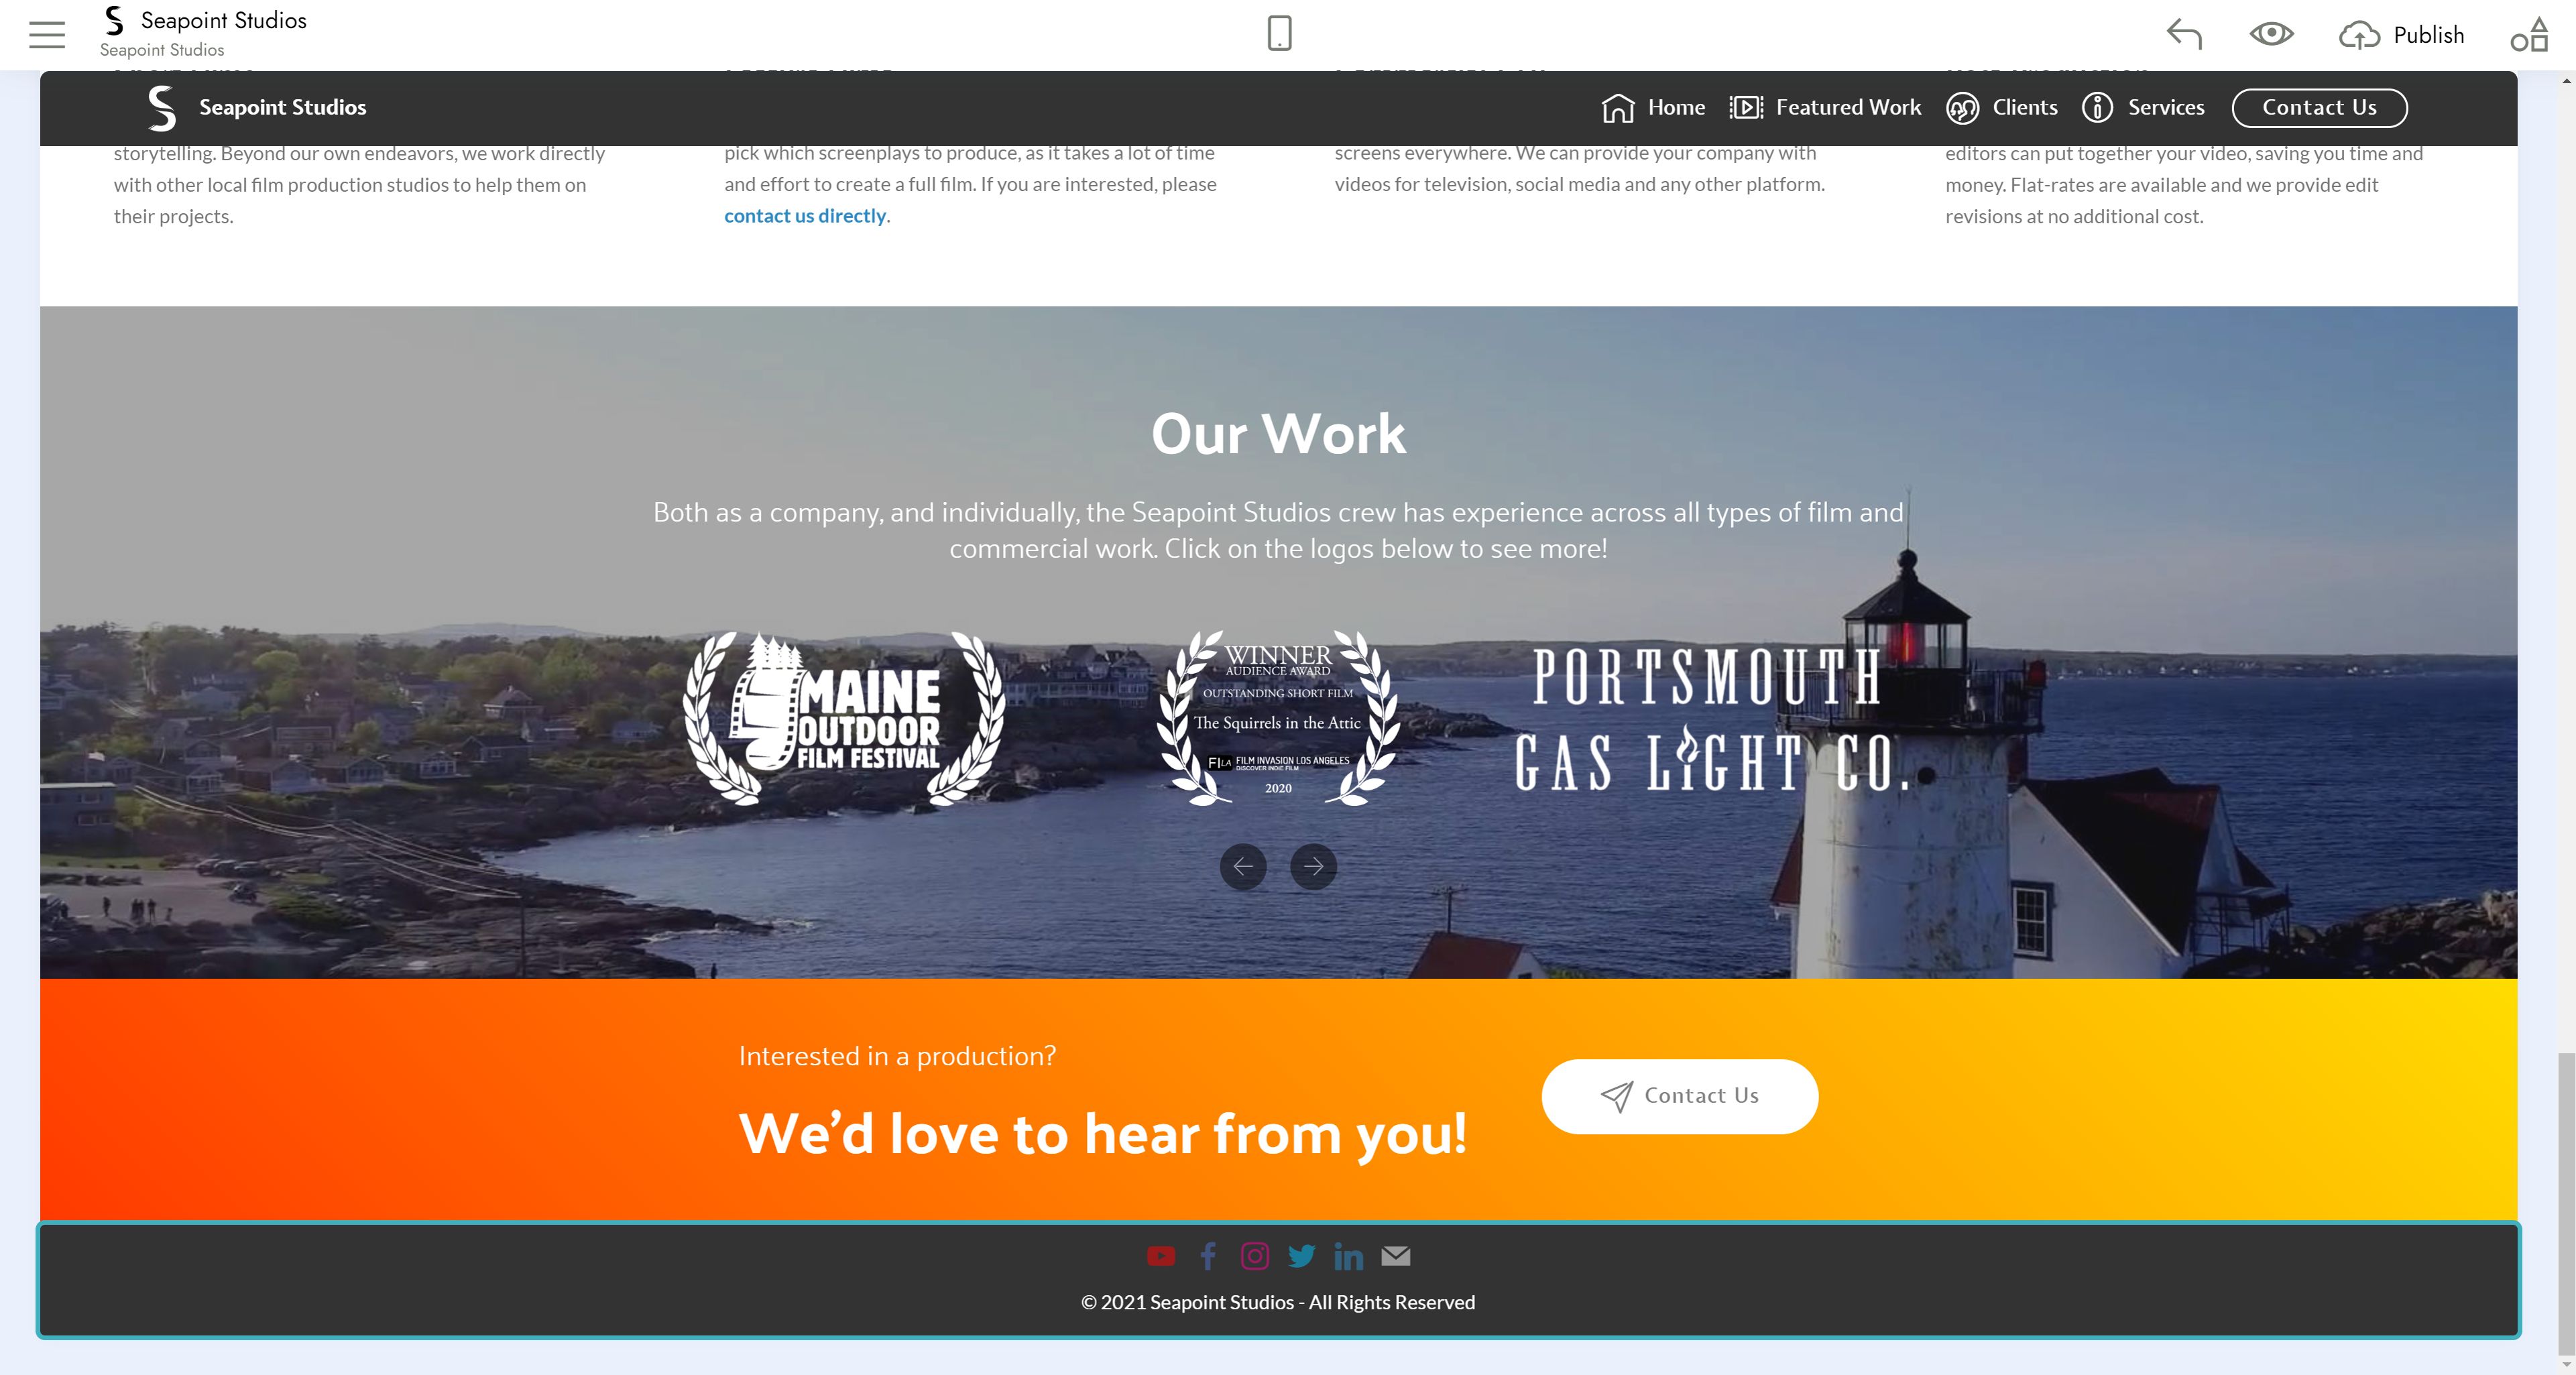 Seapoint Studios
Seapoint Studios
Publish
Seapoint Studios
Home
Featured Work
Clients
Services
Contact Us
storytelling. Beyond our own endeavors, we work directly
with other local film production studios to help them on
their projects.
pick which screenplays to produce, as it takes a lot of time
and effort to create a full film. If you are interested, please
contact us directly.
screens everywhere. We can provide your company with
videos for television, social media and any other platform.
editors can put together your video, saving you time and
money. Flat-rates are available and we provide edit
revisions at no additional cost.
Our Work
Both as a company, and individually, the Seapoint Studios crew has experience across all types of film and
commercial work. Click on the logos below to see more!
MAINE
OUTDOOR
FILM FESTIVAL
WINNER
AUDIENCE AWARD
OUTSTANDING SHORT FILM
The Squirrels in the Attic
FILA FILM INVASION LOS ANGELES
DISCOVER INDIE FILM
2020
PORTSMOUTH
GAS LIGHT CO.
Interested in a production?
We’d love to hear from you!
Contact Us
© 2021 Seapoint Studios - All Rights Reserved